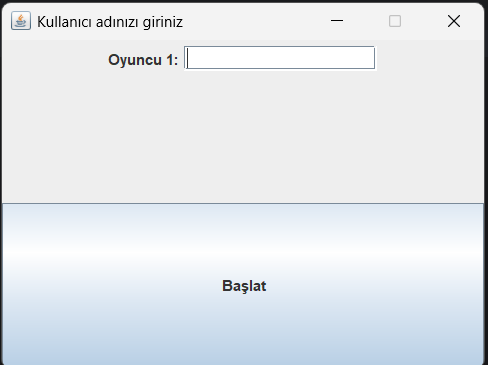 Kullanıcı adınızı giriniz
Oyuncu 1:
Başlat